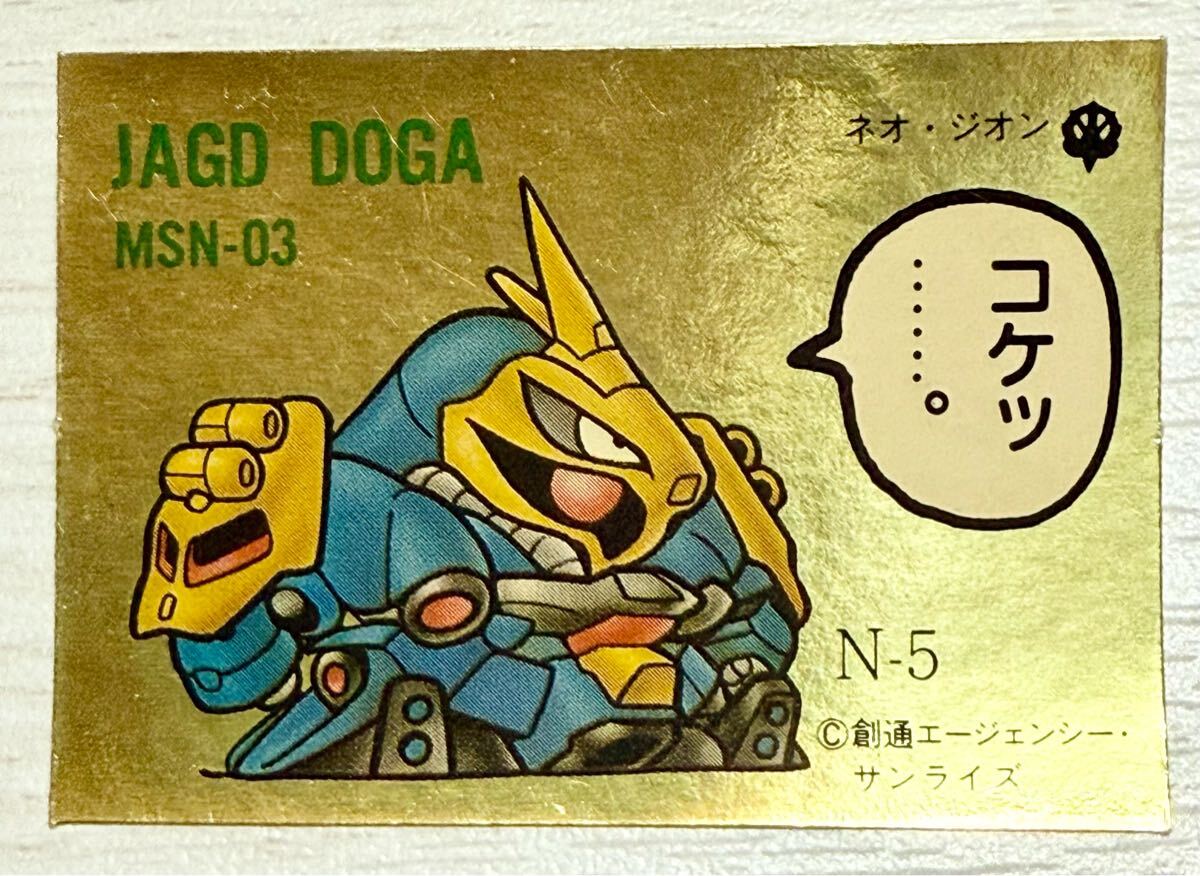 JAGD DOGA
MSN-03
ネオ・ジオン
コケッ
……。
N-5
©創通エージェンシー・
サンライズ